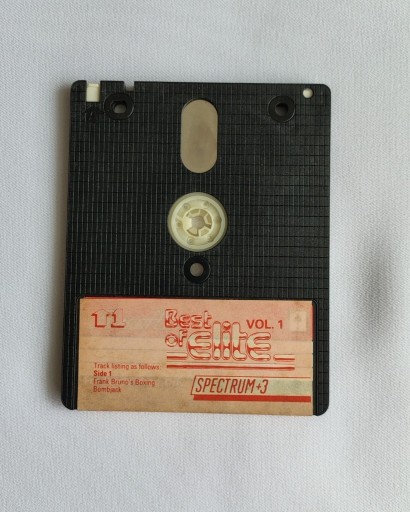 Best
of elite VOL. 1
Track listing as follows:
Side 1
Frank Bruno's Boxing
Bombjack
SPECTRUM+3